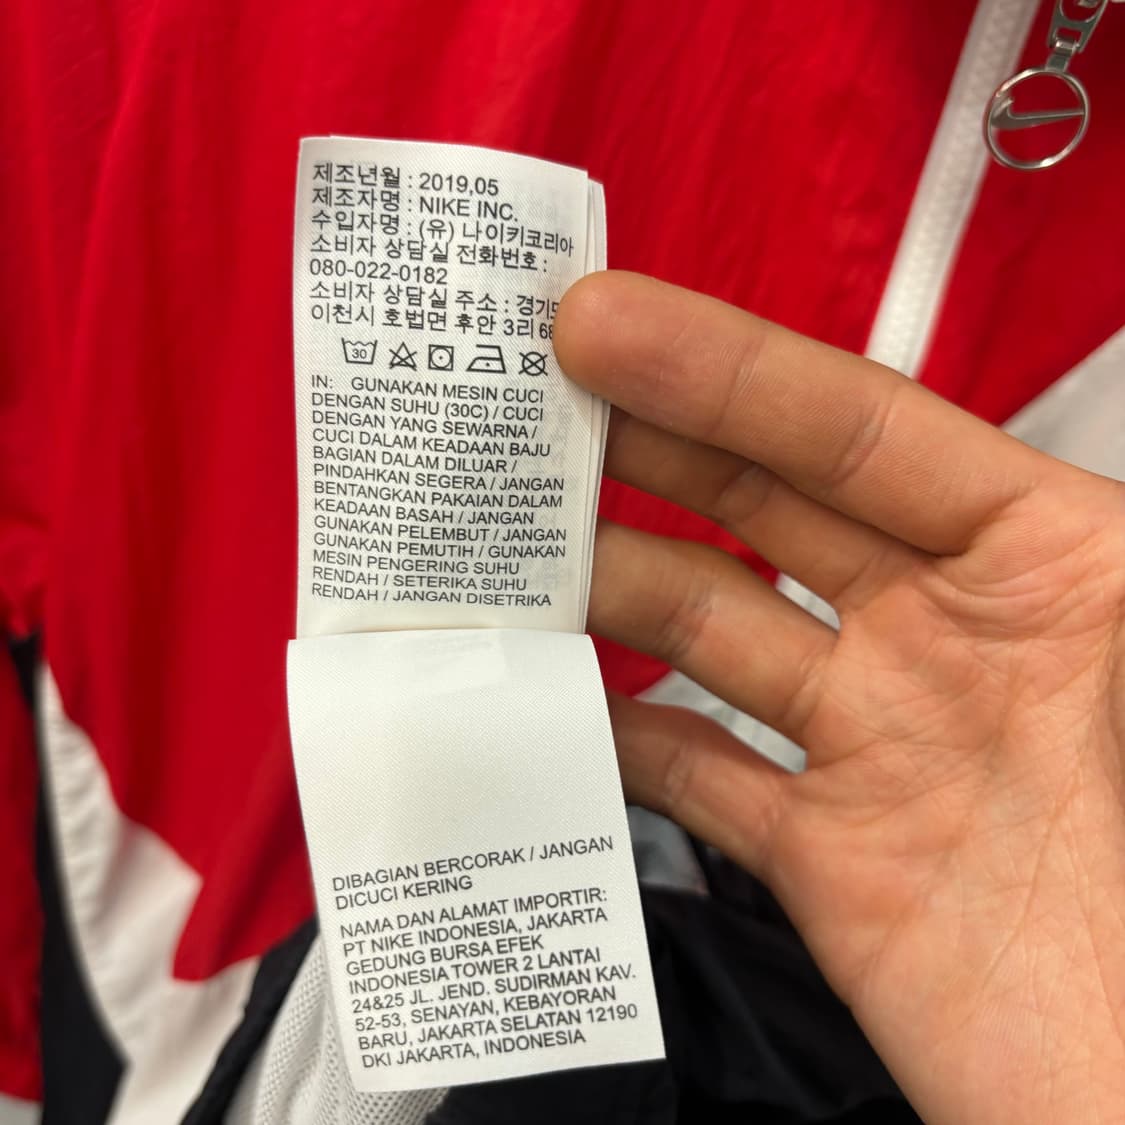 제조년월 : 2019,05
제조자명 : NIKE INC.
수입자명 : (유) 나이키코리아
소비자 상담실 전화번호 :
080-022-0182
소비자 상담실 주소 : 경기도
이천시 호법면 후안 3리 68
30
IN: GUNAKAN MESIN CUCI
DENGAN SUHU (30C) / CUCI
DENGAN YANG SEWARNA /
CUCI DALAM KEADAAN BAJU
BAGIAN DALAM DILUAR /
PINDAHKAN SEGERA / JANGAN
BENTANGKAN PAKAIAN DALAM
KEADAAN BASAH / JANGAN
GUNAKAN PELEMBUT / JANGAN
GUNAKAN PEMUTIH / GUNAKAN
MESIN PENGERING SUHU
RENDAH / SETERIKA SUHU
RENDAH / JANGAN DISETRIKA
DIBAGIAN BERCORAK / JANGAN
DICUCI KERING
NAMA DAN ALAMAT IMPORTIR:
PT NIKE INDONESIA, JAKARTA
GEDUNG BURSA EFEK
INDONESIA TOWER 2 LANTAI
24&25 JL. JEND. SUDIRMAN KAV.
52-53, SENAYAN, KEBAYORAN
BARU, JAKARTA SELATAN 12190
DKI JAKARTA, INDONESIA